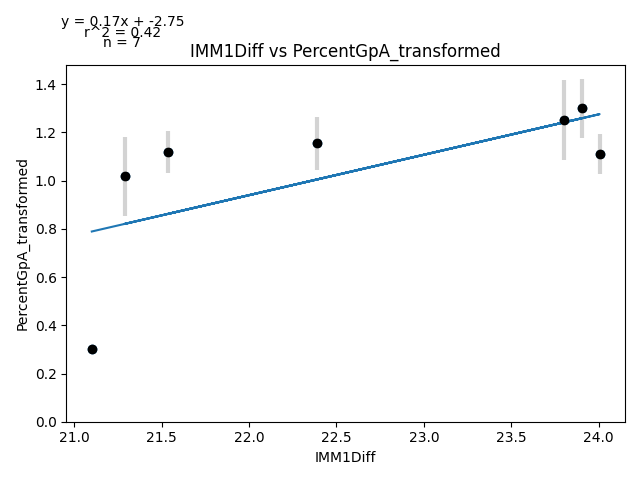 y = 0.17x + -2.75
r^2 = 0.42
n = 7
IMM1Diff vs PercentGpA_transformed
PercentGpA_transformed
1.4
1.2
1.0
0.8
0.6
0.4
0.2
0.0
21.0 21.5 22.0 22.5 23.0 23.5 24.0
IMM1Diff